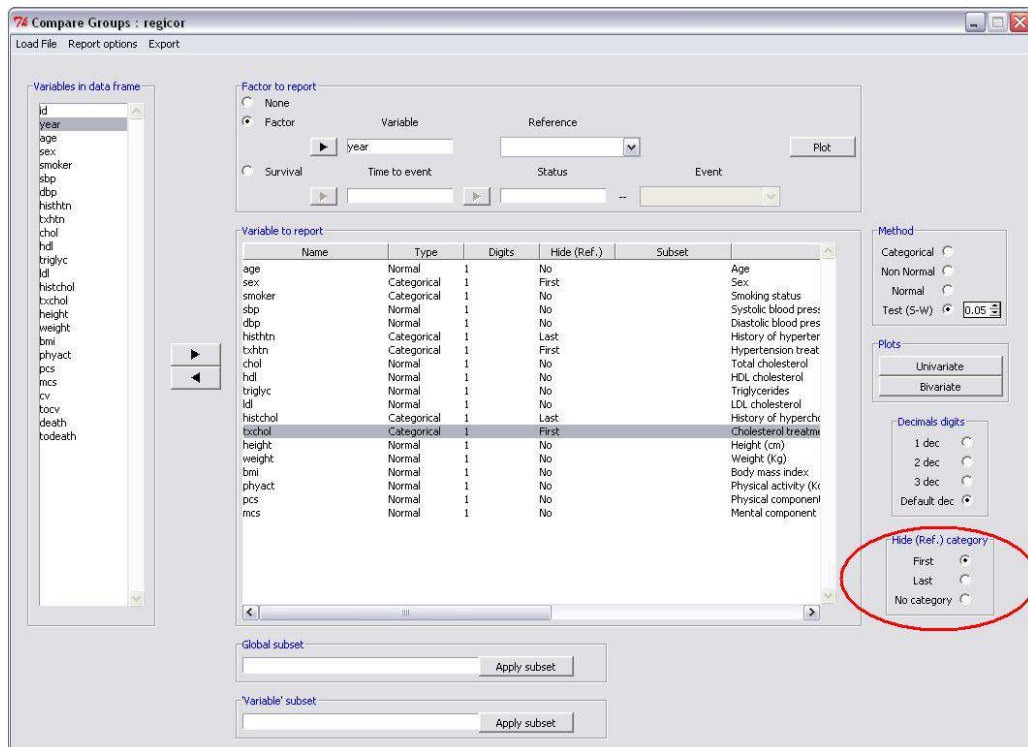 Compare Groups : regicor
Load File Report options Export
Variables in data frame
id
year
age
sex
smoker
sbp
dbp
histhtn
txhtn
chol
hdl
triglyc
ldl
histchol
txchol
height
weight
bmi
phyact
pcs
mcs
cv
tocv
death
todeath
Factor to report
None
Factor Variable Reference
year Plot
Survival Time to event Status Event
--
Variable to report
Name Type Digits Hide (Ref.) Subset
age Normal 1 No Age
sex Categorical 1 First Sex
smoker Categorical 1 No Smoking status
sbp Normal 1 No Systolic blood press
dbp Normal 1 No Diastolic blood pres
histhtn Categorical 1 Last History of hyperten
txhtn Categorical 1 First Hypertension treat
chol Normal 1 No Total cholesterol
hdl Normal 1 No HDL cholesterol
triglyc Normal 1 No Triglycerides
ldl Normal 1 No LDL cholesterol
histchol Categorical 1 Last History of hypercho
txchol Categorical 1 First Cholesterol treatme
height Normal 1 No Height (cm)
weight Normal 1 No Weight (Kg)
bmi Normal 1 No Body mass index
phyact Normal 1 No Physical activity (Kc
pcs Normal 1 No Physical component
mcs Normal 1 No Mental component
Method
Categorical
Non Normal
Normal
Test (S-W) 0.05
Plots
Univariate
Bivariate
Decimals digits
1 dec
2 dec
3 dec
Default dec
Hide (Ref.) category
First
Last
No category
Global subset
Apply subset
'Variable' subset
Apply subset